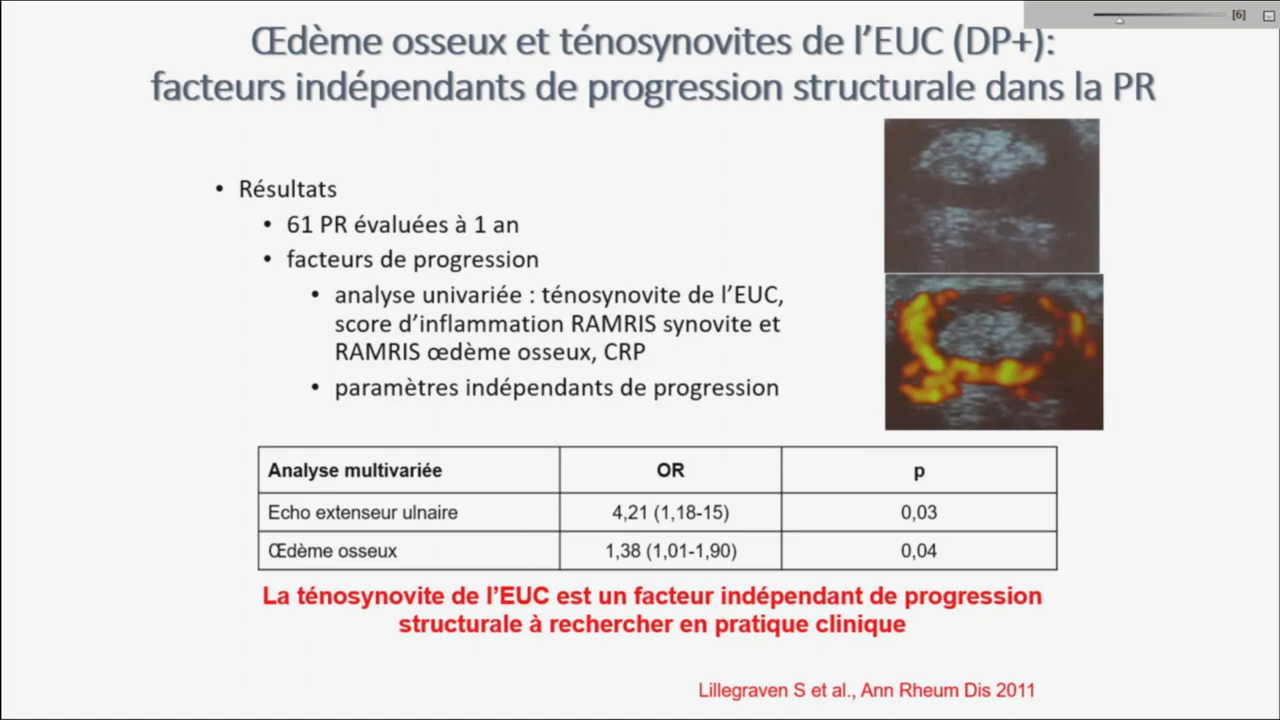 [6]
Œdème osseux et ténosynovites de l’EUC (DP+):
facteurs indépendants de progression structurale dans la PR
• Résultats
• 61 PR évaluées à 1 an
• facteurs de progression
• analyse univariée : ténosynovite de l’EUC,
score d’inflammation RAMRIS synovite et
RAMRIS œdème osseux, CRP
• paramètres indépendants de progression
Analyse multivariée OR p
Echo extenseur ulnaire 4,21 (1,18-15) 0,03
Œdème osseux 1,38 (1,01-1,90) 0,04
La ténosynovite de l’EUC est un facteur indépendant de progression
structurale à rechercher en pratique clinique
Lillegraven S et al., Ann Rheum Dis 2011